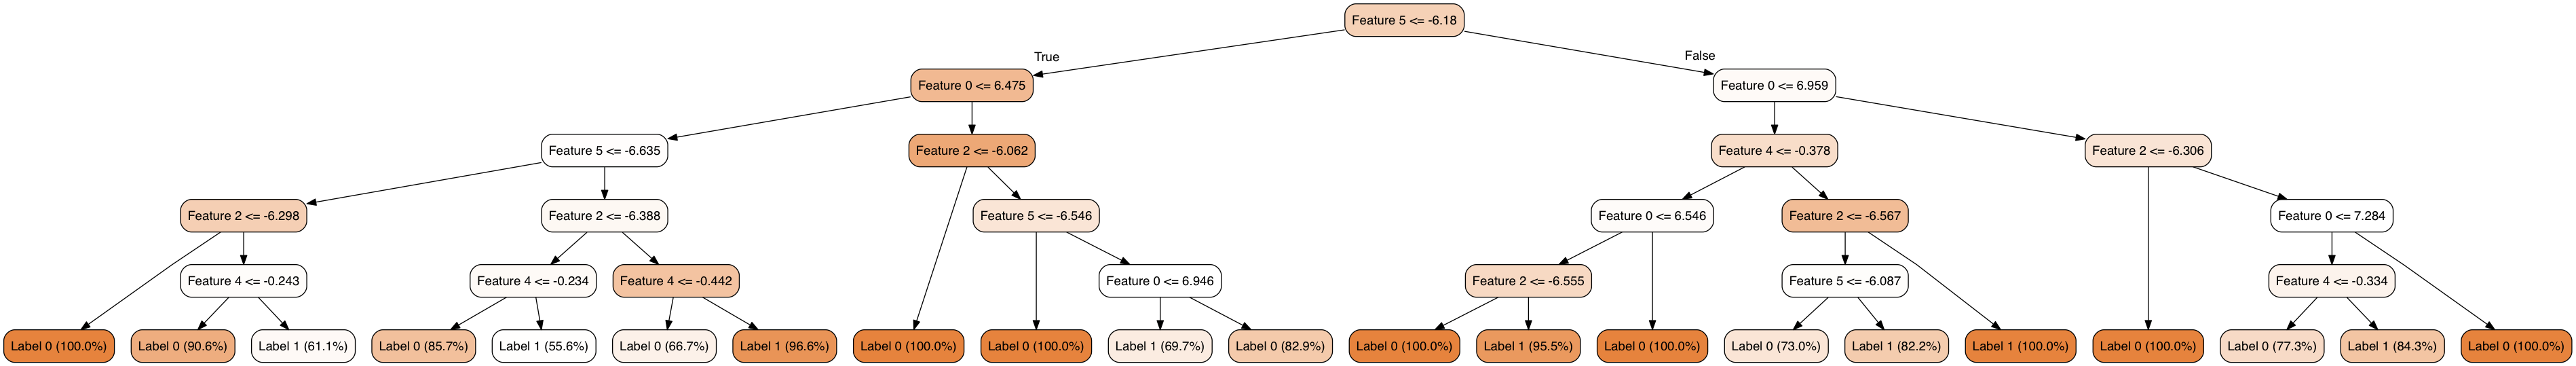 Feature 5 <= -6.18
True
False
Feature 0 <= 6.475
Feature 0 <= 6.959
Feature 5 <= -6.635
Feature 2 <= -6.062
Feature 4 <= -0.378
Feature 2 <= -6.306
Feature 2 <= -6.298
Feature 2 <= -6.388
Feature 5 <= -6.546
Feature 0 <= 6.546
Feature 2 <= -6.567
Feature 0 <= 7.284
Feature 4 <= -0.243
Feature 4 <= -0.234
Feature 4 <= -0.442
Feature 0 <= 6.946
Feature 2 <= -6.555
Feature 5 <= -6.087
Feature 4 <= -0.334
Label 0 (100.0%)
Label 0 (90.6%)
Label 1 (61.1%)
Label 0 (85.7%)
Label 1 (55.6%)
Label 0 (66.7%)
Label 1 (96.6%)
Label 0 (100.0%)
Label 0 (100.0%)
Label 1 (69.7%)
Label 0 (82.9%)
Label 0 (100.0%)
Label 1 (95.5%)
Label 0 (100.0%)
Label 0 (73.0%)
Label 1 (82.2%)
Label 1 (100.0%)
Label 0 (100.0%)
Label 0 (77.3%)
Label 1 (84.3%)
Label 0 (100.0%)